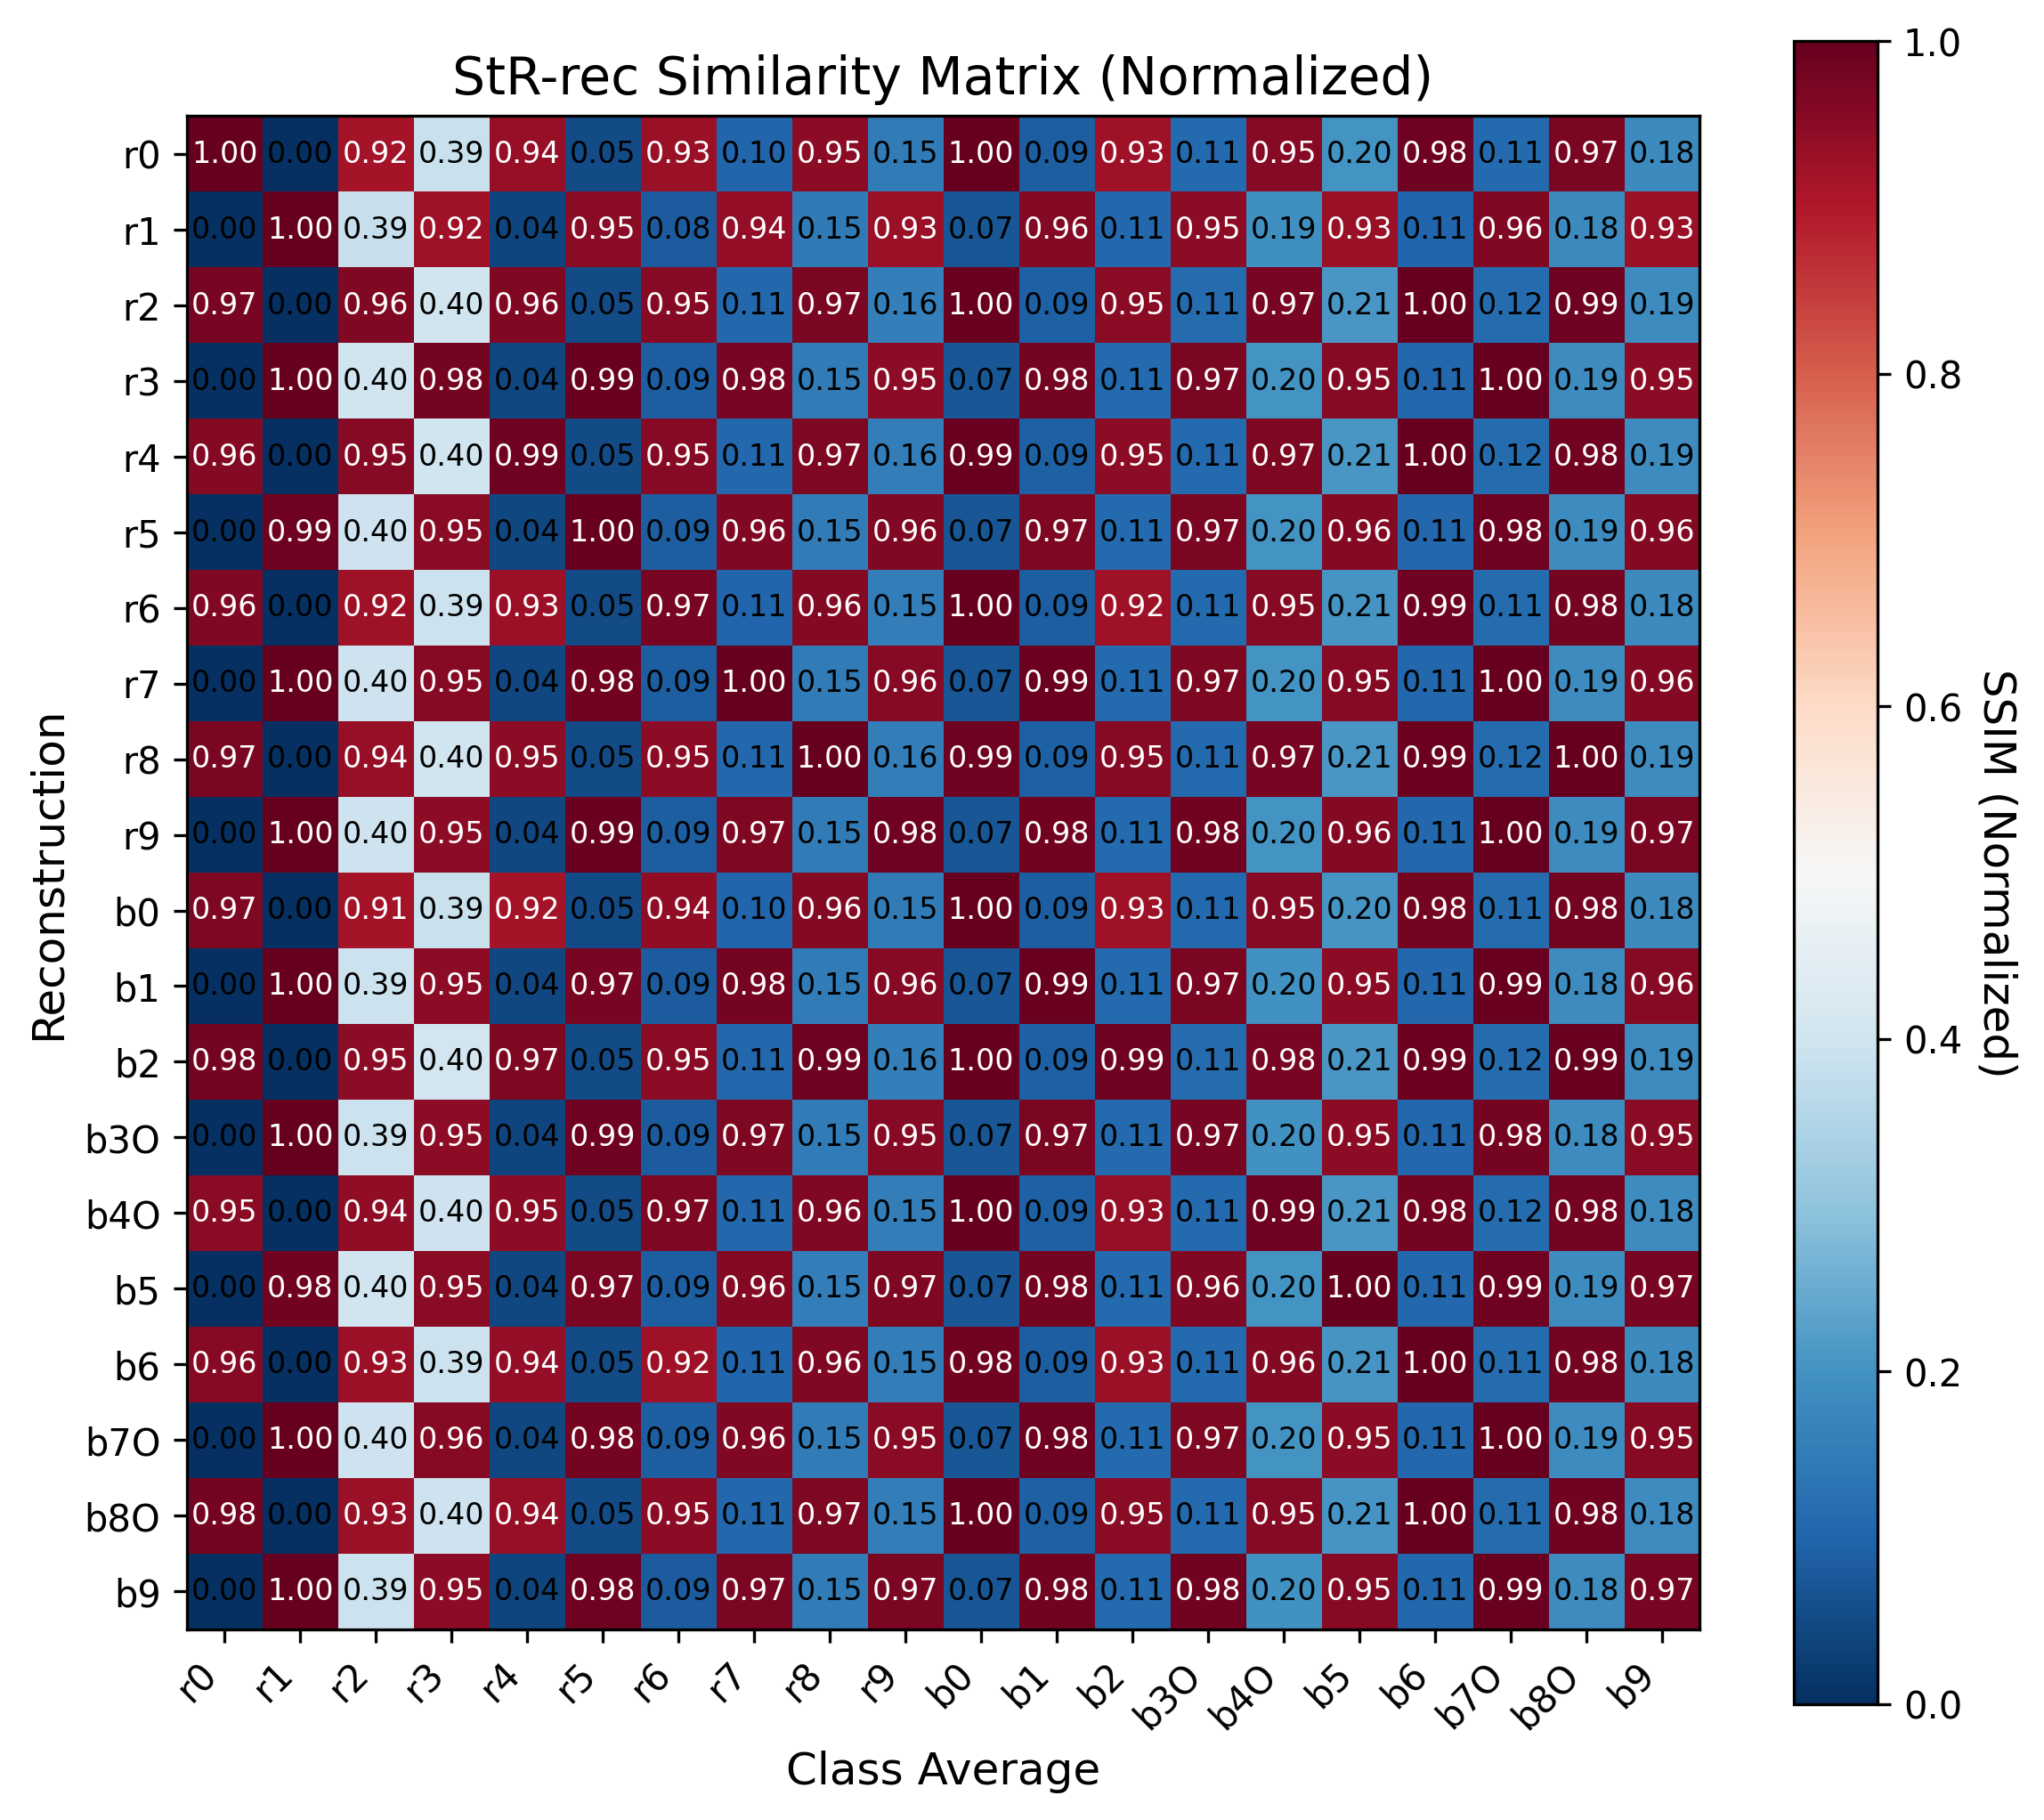 StR-rec Similarity Matrix (Normalized)
r0 1.00 0.00 0.92 0.39 0.94 0.05 0.93 0.10 0.95 0.15 1.00 0.09 0.93 0.11 0.95 0.20 0.98 0.11 0.97 0.18
r1 0.00 1.00 0.39 0.92 0.04 0.95 0.08 0.94 0.15 0.93 0.07 0.96 0.11 0.95 0.19 0.93 0.11 0.96 0.18 0.93
r2 0.97 0.00 0.96 0.40 0.96 0.05 0.95 0.11 0.97 0.16 1.00 0.09 0.95 0.11 0.97 0.21 1.00 0.12 0.99 0.19
r3 0.00 1.00 0.40 0.98 0.04 0.99 0.09 0.98 0.15 0.95 0.07 0.98 0.11 0.97 0.20 0.95 0.11 1.00 0.19 0.95
r4 0.96 0.00 0.95 0.40 0.99 0.05 0.95 0.11 0.97 0.16 0.99 0.09 0.95 0.11 0.97 0.21 1.00 0.12 0.98 0.19
r5 0.00 0.99 0.40 0.95 0.04 1.00 0.09 0.96 0.15 0.96 0.07 0.97 0.11 0.97 0.20 0.96 0.11 0.98 0.19 0.96
r6 0.96 0.00 0.92 0.39 0.93 0.05 0.97 0.11 0.96 0.15 1.00 0.09 0.92 0.11 0.95 0.21 0.99 0.11 0.98 0.18
r7 0.00 1.00 0.40 0.95 0.04 0.98 0.09 1.00 0.15 0.96 0.07 0.99 0.11 0.97 0.20 0.95 0.11 1.00 0.19 0.96
r8 0.97 0.00 0.94 0.40 0.95 0.05 0.95 0.11 1.00 0.16 0.99 0.09 0.95 0.11 0.97 0.21 0.99 0.12 1.00 0.19
r9 0.00 1.00 0.40 0.95 0.04 0.99 0.09 0.97 0.15 0.98 0.07 0.98 0.11 0.98 0.20 0.96 0.11 1.00 0.19 0.97
b0 0.97 0.00 0.91 0.39 0.92 0.05 0.94 0.10 0.96 0.15 1.00 0.09 0.93 0.11 0.95 0.20 0.98 0.11 0.98 0.18
b1 0.00 1.00 0.39 0.95 0.04 0.97 0.09 0.98 0.15 0.96 0.07 0.99 0.11 0.97 0.20 0.95 0.11 0.99 0.18 0.96
b2 0.98 0.00 0.95 0.40 0.97 0.05 0.95 0.11 0.99 0.16 1.00 0.09 0.99 0.11 0.98 0.21 0.99 0.12 0.99 0.19
b3O 0.00 1.00 0.39 0.95 0.04 0.99 0.09 0.97 0.15 0.95 0.07 0.97 0.11 0.97 0.20 0.95 0.11 0.98 0.18 0.95
b4O 0.95 0.00 0.94 0.40 0.95 0.05 0.97 0.11 0.96 0.15 1.00 0.09 0.93 0.11 0.99 0.21 0.98 0.12 0.98 0.18
b5 0.00 0.98 0.40 0.95 0.04 0.97 0.09 0.96 0.15 0.97 0.07 0.98 0.11 0.96 0.20 1.00 0.11 0.99 0.19 0.97
b6 0.96 0.00 0.93 0.39 0.94 0.05 0.92 0.11 0.96 0.15 0.98 0.09 0.93 0.11 0.96 0.21 1.00 0.11 0.98 0.18
b7O 0.00 1.00 0.40 0.96 0.04 0.98 0.09 0.96 0.15 0.95 0.07 0.98 0.11 0.97 0.20 0.95 0.11 1.00 0.19 0.95
b8O 0.98 0.00 0.93 0.40 0.94 0.05 0.95 0.11 0.97 0.15 1.00 0.09 0.95 0.11 0.95 0.21 1.00 0.11 0.98 0.18
b9 0.00 1.00 0.39 0.95 0.04 0.98 0.09 0.97 0.15 0.97 0.07 0.98 0.11 0.98 0.20 0.95 0.11 0.99 0.18 0.97
r0 r1 r2 r3 r4 r5 r6 r7 r8 r9 b0 b1 b2 b3O b4O b5 b6 b7O b8O b9
Class Average
Reconstruction
1.0
0.8
0.6
0.4
0.2
0.0
SSIM (Normalized)